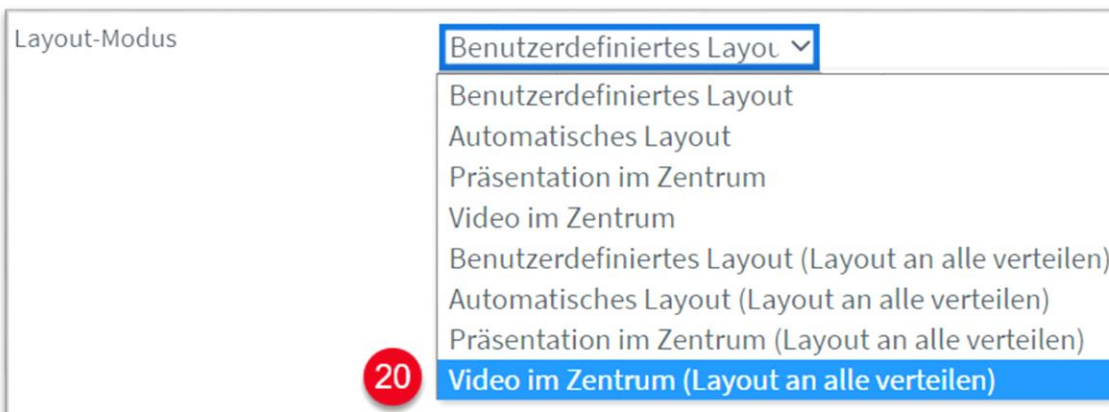 Layout-Modus
Benutzerdefiniertes Layou
Benutzerdefiniertes Layout
Automatisches Layout
Präsentation im Zentrum
Video im Zentrum
Benutzerdefiniertes Layout (Layout an alle verteilen)
Automatisches Layout (Layout an alle verteilen)
Präsentation im Zentrum (Layout an alle verteilen)
20 Video im Zentrum (Layout an alle verteilen)